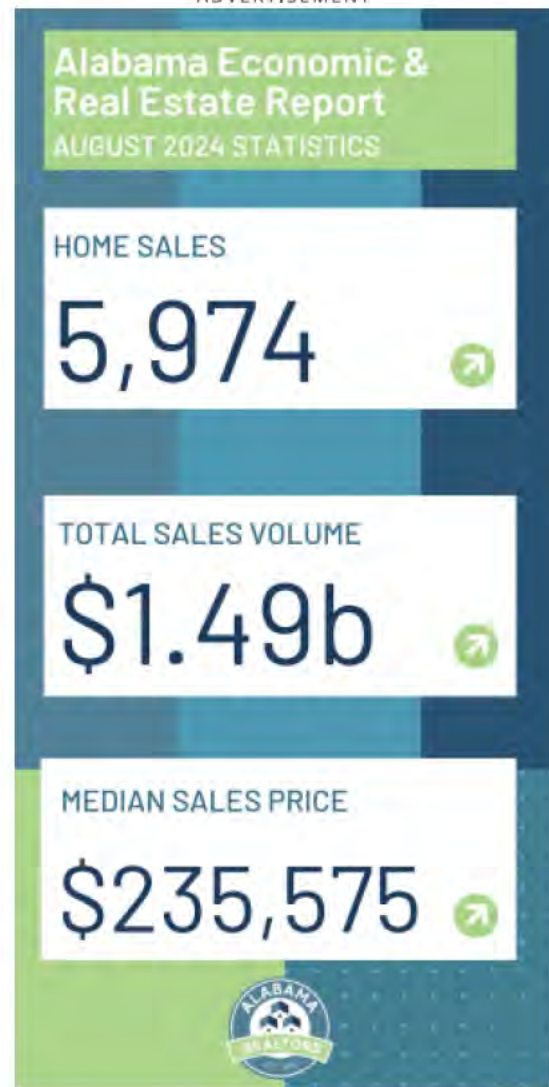 ADVERTISEMENT
Alabama Economic &
Real Estate Report
AUGUST 2024 STATISTICS
HOME SALES
5,974
TOTAL SALES VOLUME
$1.49b
MEDIAN SALES PRICE
$235,575
ALABAMA
REALTORS